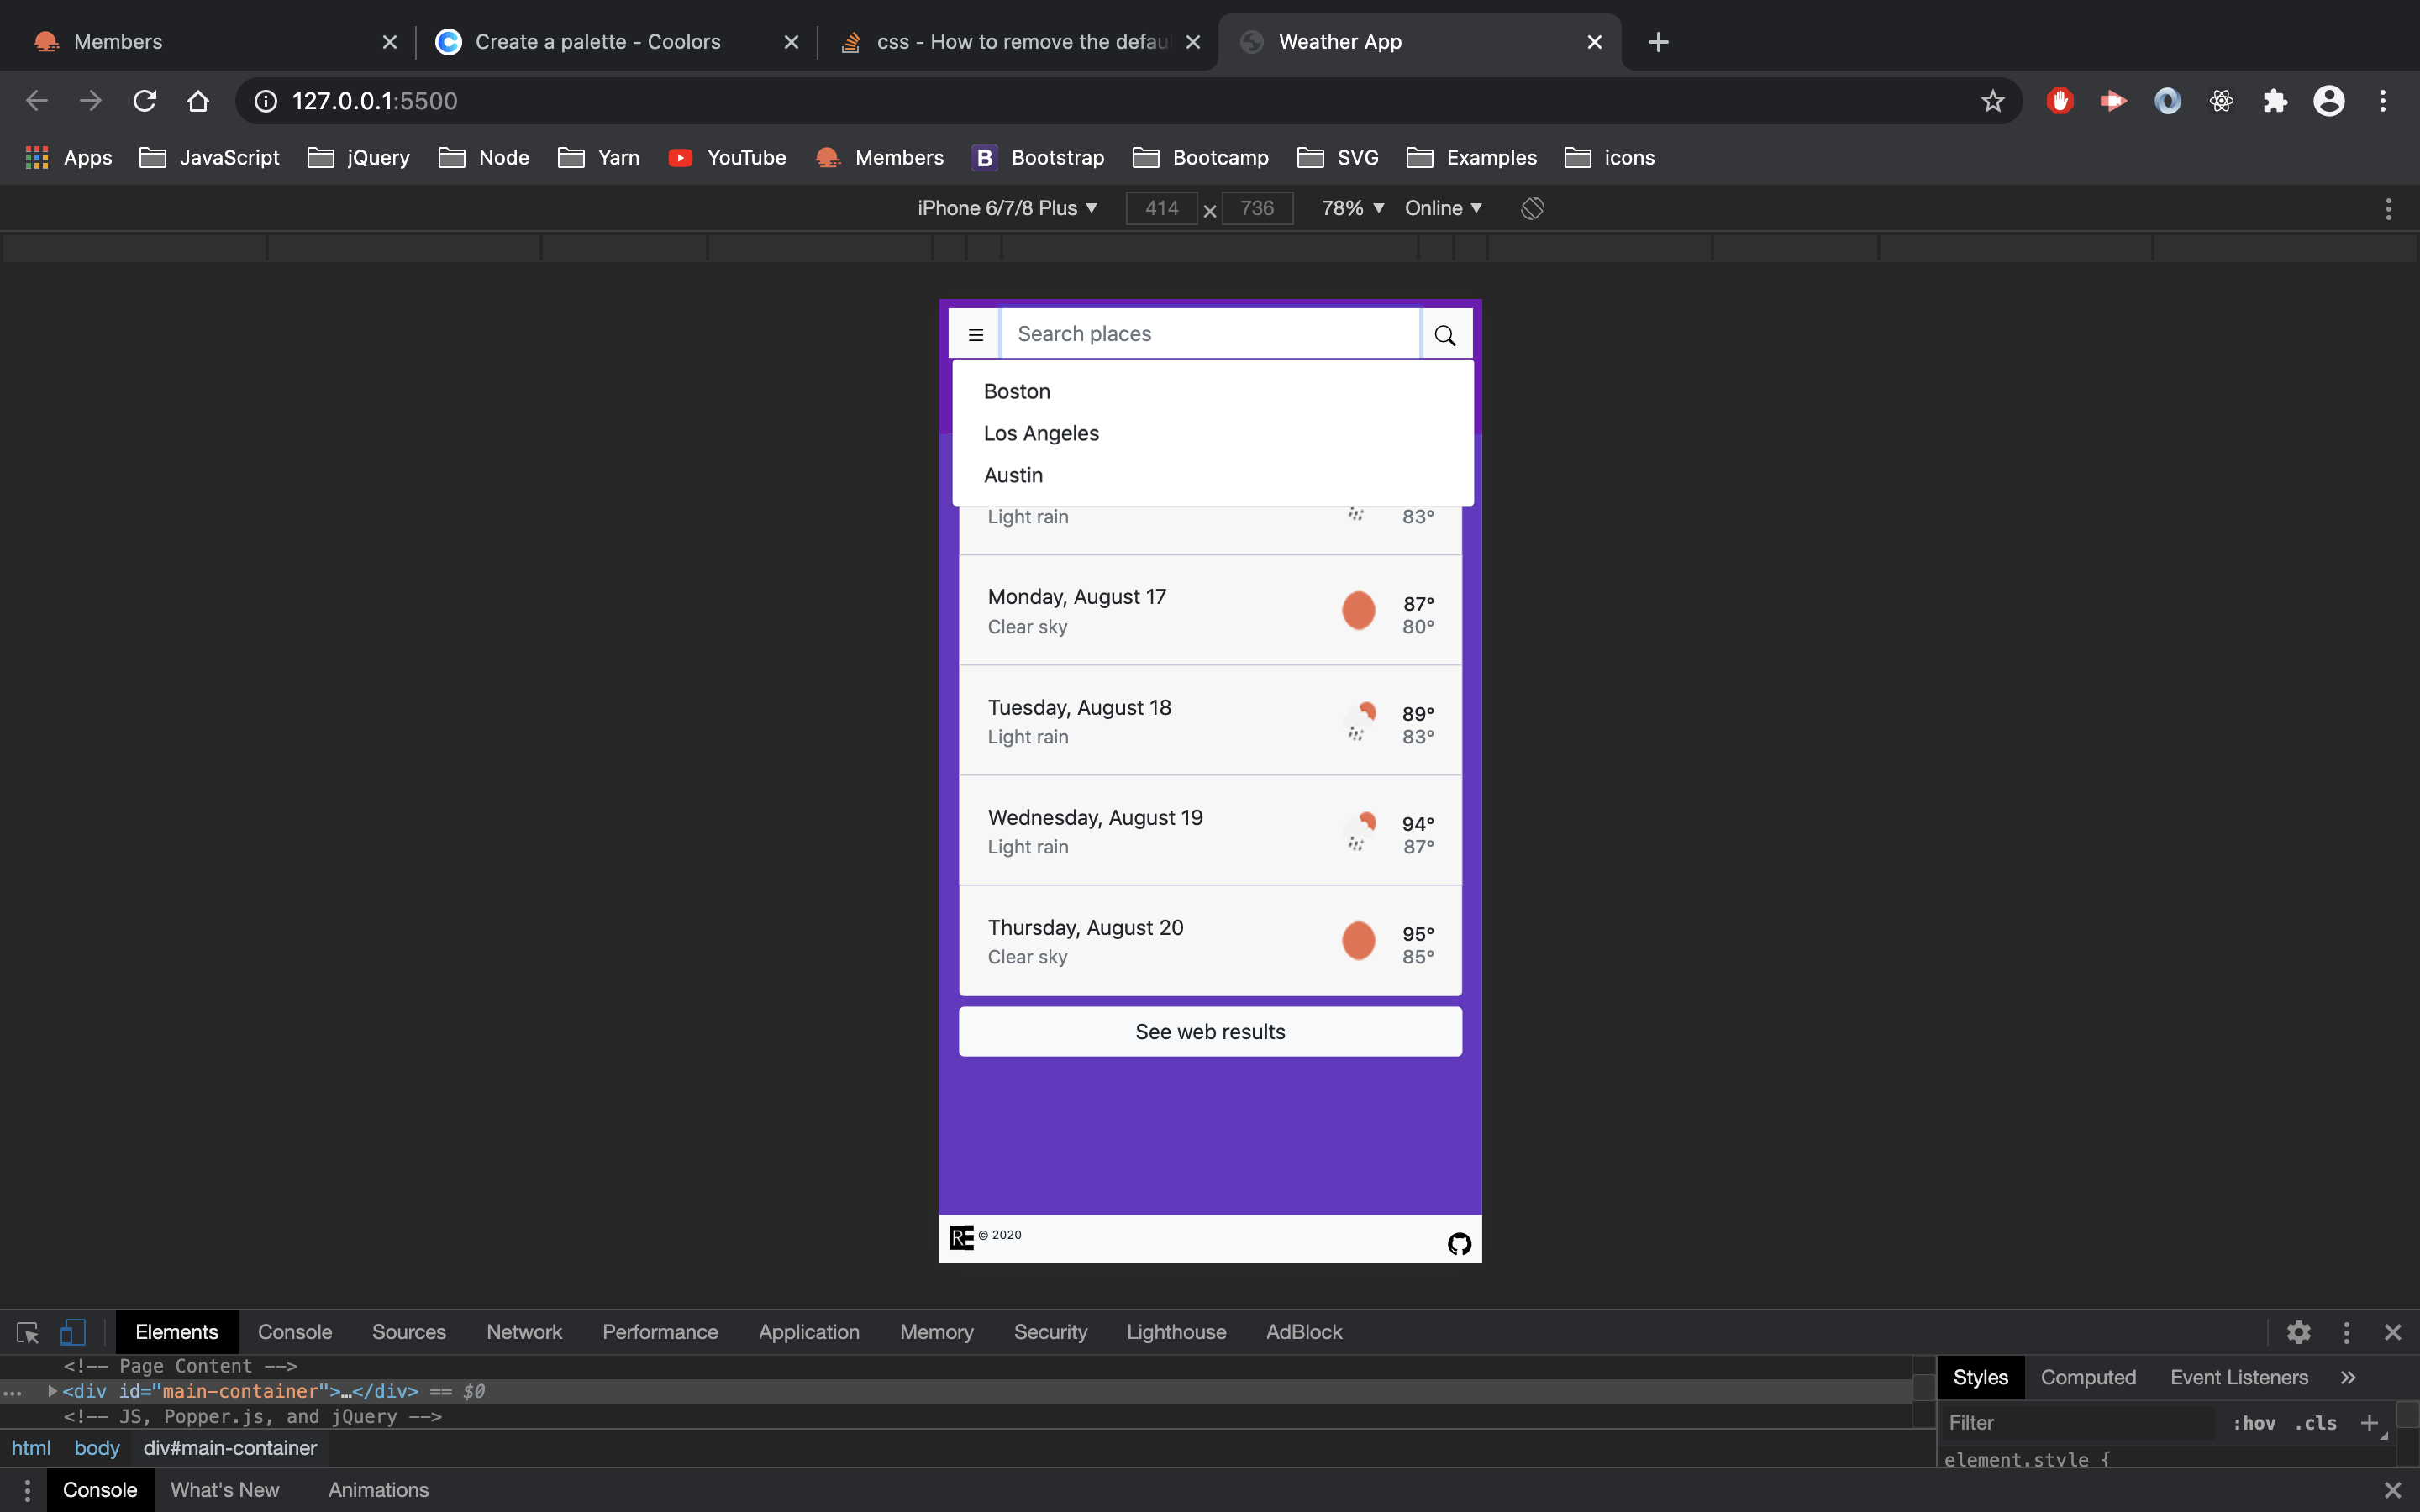 Members
Create a palette - Coolors
css - How to remove the defau
Weather App
127.0.0.1:5500
Apps JavaScript jQuery Node Yarn YouTube Members B Bootstrap Bootcamp SVG Examples icons
iPhone 6/7/8 Plus ▼ 414 × 736 78% ▼ Online ▼
Search places
Boston
Los Angeles
Austin
Light rain 83°
Monday, August 17 87°
Clear sky 80°
Tuesday, August 18 89°
Light rain 83°
Wednesday, August 19 94°
Light rain 87°
Thursday, August 20 95°
Clear sky 85°
See web results
RE © 2020
Elements Console Sources Network Performance Application Memory Security Lighthouse AdBlock
<!-- Page Content -->
<div id="main-container">…</div> == $0
<!-- JS, Popper.js, and jQuery -->
html body div#main-container
Styles Computed Event Listeners »
Filter :hov .cls +
element.style {
Console What's New Animations